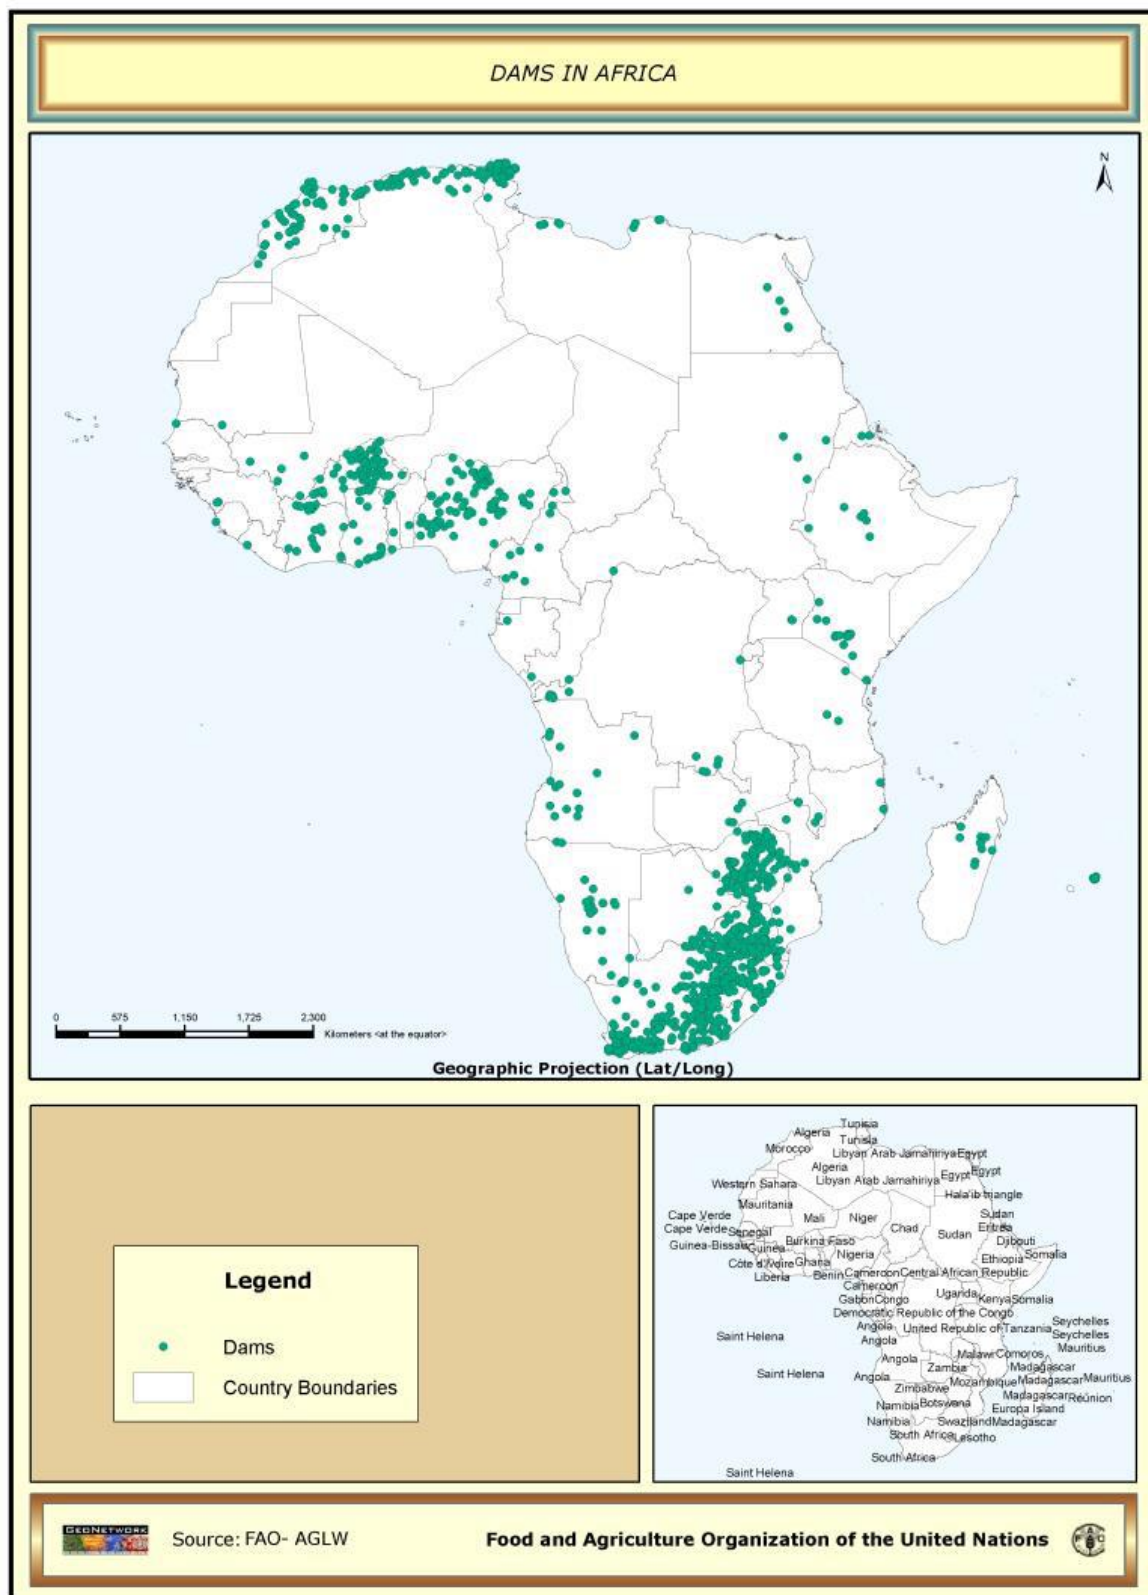 DAMS IN AFRICA
N
0 575 1,150 1,725 2,300
Kilometers <at the equator>
Geographic Projection (Lat/Long)
Legend
Dams
Country Boundaries
Tunisia
Algeria
Tunisia
Morocco
Libyan Arab Jamahiriya Egypt
Algeria
Egypt Egypt
Libyan Arab Jamahiriya
Western Sahara
Hala'ib triangle
Mauritania
Cape Verde
Mali Niger
Sudan
Chad
Cape Verde Senegal
Eritrea
Sudan
Guinea-Bissau Guinea
Burkina Faso
Djibouti
Nigeria
Ethiopia Somalia
Côte d'Ivoire Ghana
Liberia
Benin Cameroon Central African Republic
Cameroon
Gabon Congo
Uganda
Kenya Somalia
Democratic Republic of the Congo
Seychelles
Angola
United Republic of Tanzania
Saint Helena
Angola
Seychelles
Mauritius
Angola
Malawi Comoros
Saint Helena
Angola
Zambia
Madagascar
Mozambique Madagascar Mauritius
Zimbabwe
Madagascar Réunion
Namibia Botswana
Europa Island
Namibia
Swaziland Madagascar
South Africa Lesotho
South Africa
Saint Helena
GEONETWORK
Source: FAO- AGLW
Food and Agriculture Organization of the United Nations